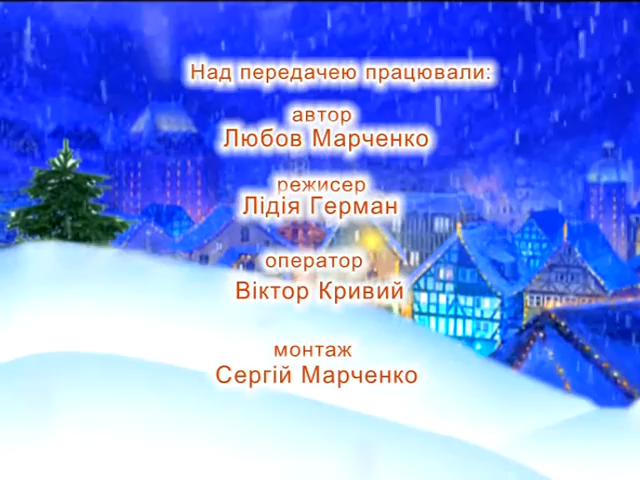 Над передачею працювали:
автор
Любов Марченко
режисер
Лідія Герман
оператор
Віктор Кривий
монтаж
Сергій Марченко